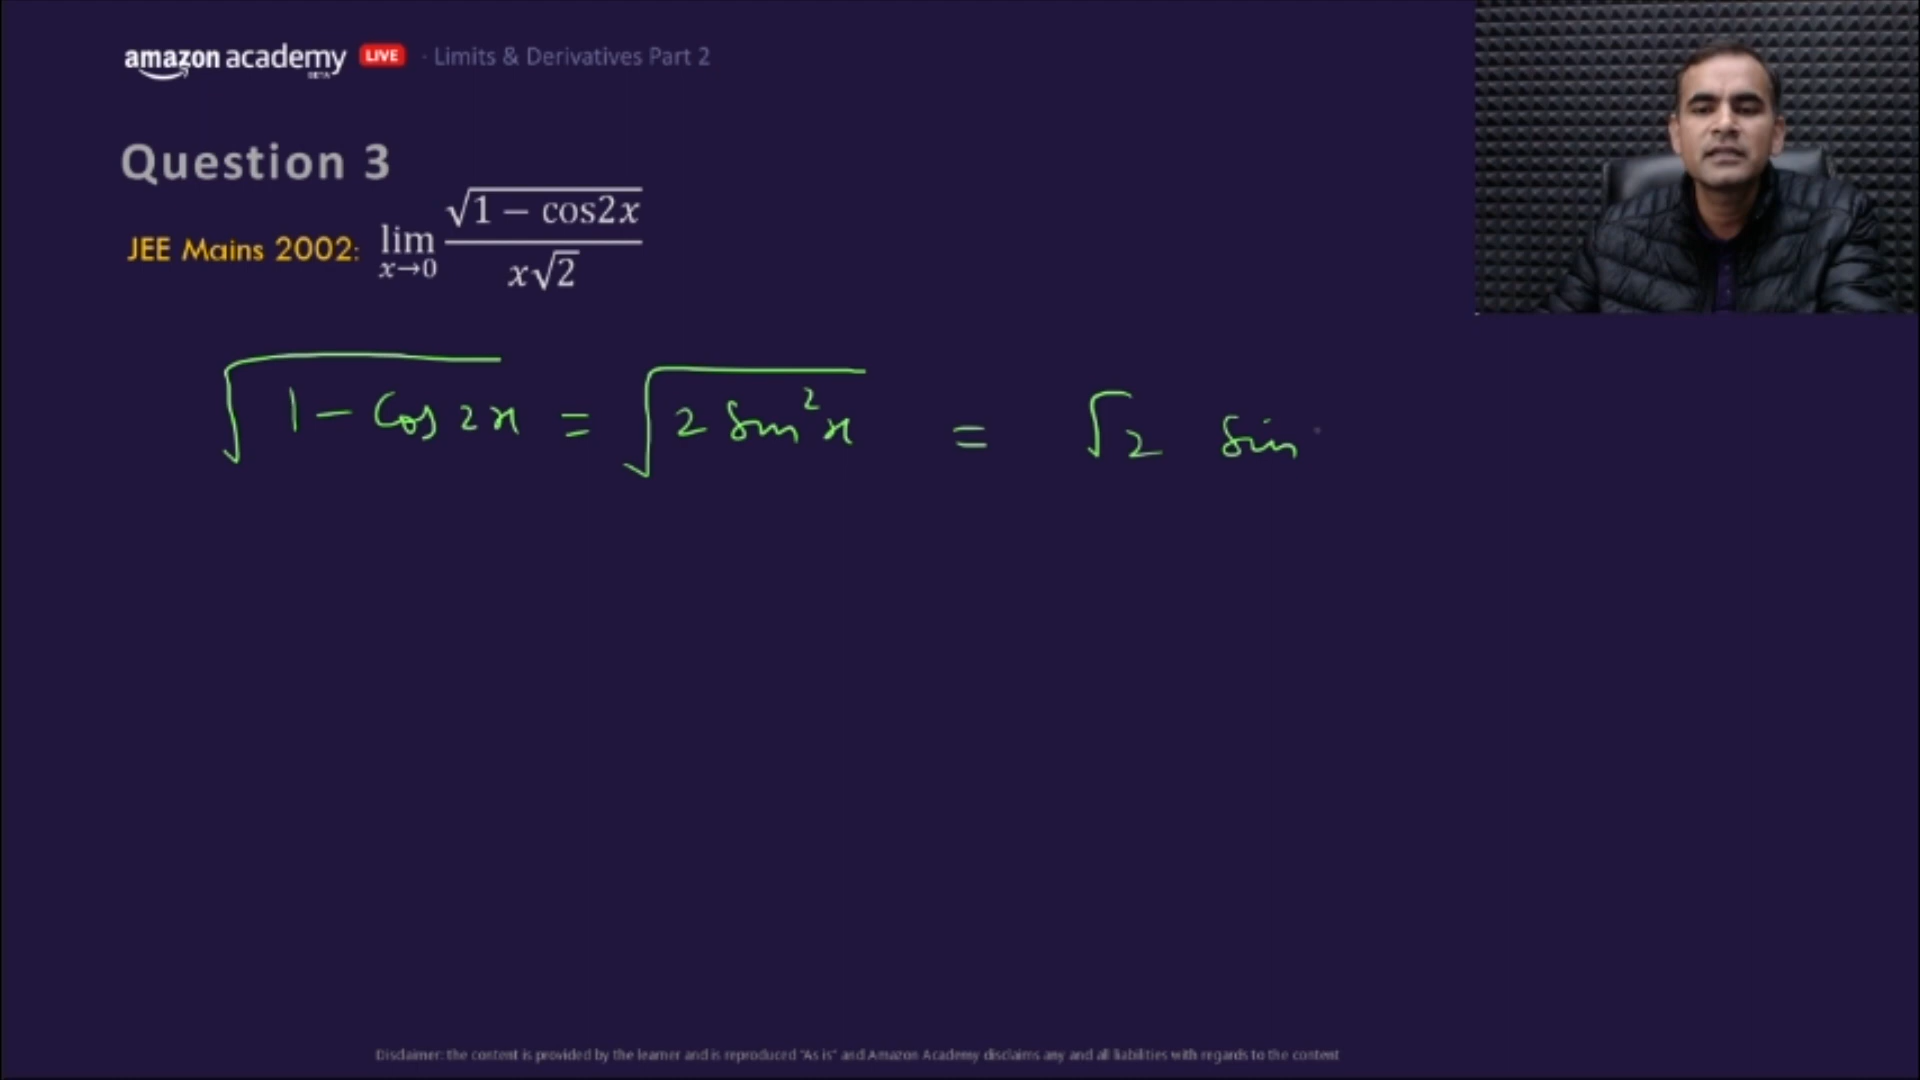 amazon academy LIVE · Limits & Derivatives Part 2
BETA
Question 3
JEE Mains 2002: lim x→0 √(1 − cos2x) / x√2
√(1 − Cos 2x) = √(2 Sin²x) = √2 Sin
Disclaimer: the content is provided by the learner and is reproduced "As is" and Amazon Academy disclaims any and all liabilities with regards to the content